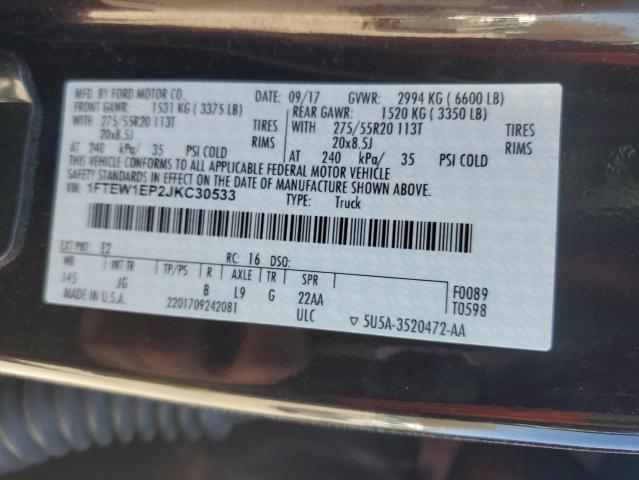 MFD. BY FORD MOTOR CO. DATE: 09/17 GVWR: 2994 KG (6600 LB)
FRONT GAWR: 1531 KG (3375 LB) REAR GAWR: 1520 KG (3350 LB)
WITH 275/55R20 113T TIRES WITH 275/55R20 113T TIRES
20x8.5J RIMS 20x8.5J RIMS
AT 240 kPa/ 35 PSI COLD AT 240 kPa/ 35 PSI COLD
THIS VEHICLE CONFORMS TO ALL APPLICABLE FEDERAL MOTOR VEHICLE
SAFETY STANDARDS IN EFFECT ON THE DATE OF MANUFACTURE SHOWN ABOVE.
VIN: 1FTEW1EP2JKC30533 TYPE: Truck
EXT PNT: E2 RC: 16 DSO:
WB INT TR TP/PS R AXLE TR SPR
145 JG B L9 G 22AA F0089
MADE IN U.S.A. 2201709242081 ULC ▽ 5U5A-3520472-AA T0598